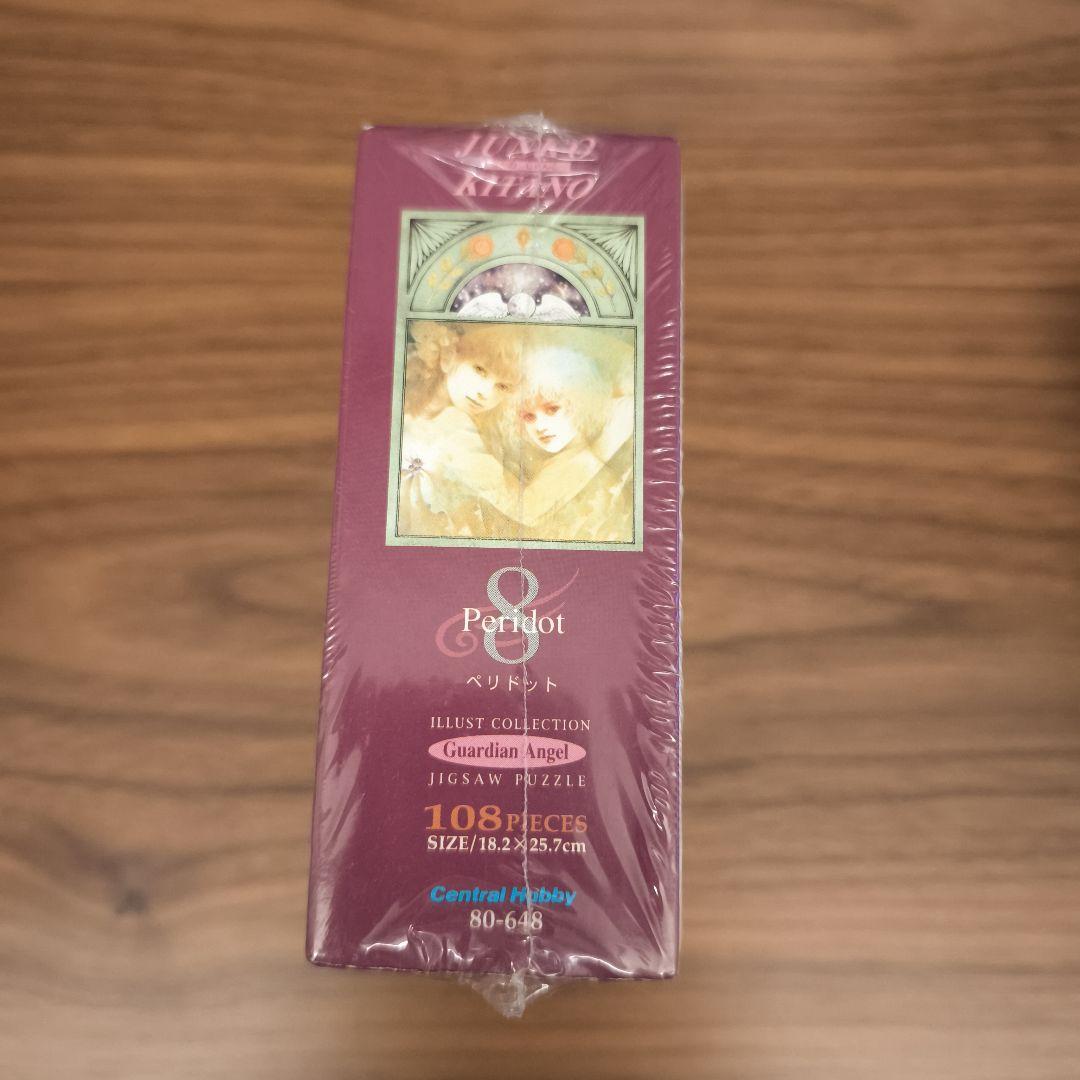 JUNKO
KITANO
8
Peridot
ペリドット
ILLUST COLLECTION
Guardian Angel
JIGSAW PUZZLE
108 PIECES
SIZE/18.2×25.7cm
Central Hobby
80-648